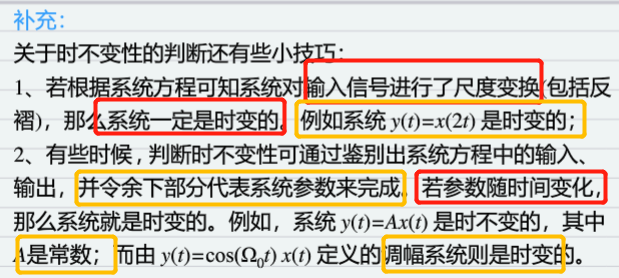 补充：
关于时不变性的判断还有些小技巧：
1、若根据系统方程可知系统对输入信号进行了尺度变换(包括反
褶)，那么系统一定是时变的。例如系统 y(t)=x(2t) 是时变的；
2、有些时候，判断时不变性可通过鉴别出系统方程中的输入、
输出，并令余下部分代表系统参数来完成。若参数随时间变化，
那么系统就是时变的。例如，系统 y(t)=Ax(t) 是时不变的，其中
A是常数；而由 y(t)=cos(Ω₀t) x(t) 定义的调幅系统则是时变的。